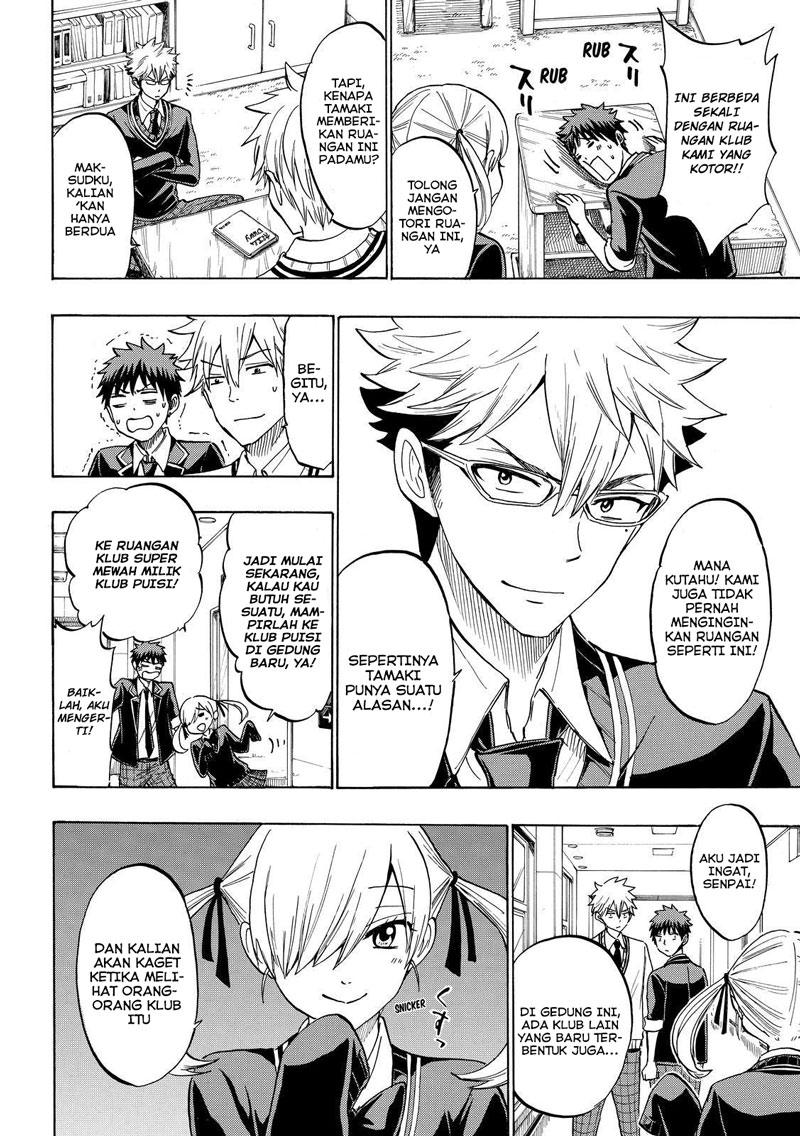 INI BERBEDA
SEKALI
DENGAN RUA-
NGAN KLUB
KAMI YANG
KOTOR!!
RUB
RUB
TOLONG
JANGAN
MENGO-
TORI RUANGAN
INI,
YA
TAPI,
KENAPA
TAMAKI
MEMBERI-
KAN RUA-
NGAN INI
PADAMU?
MAK-
SUDKU,
KALIAN
'KAN
HANYA
BERDUA
MANA
KUTAHU! KAMI
JUGA TIDAK
PERNAH
MENGINGIN-
KAN RUANGAN
SEPERTI INI!
SEPERTINYA
TAMAKI
PUNYA SUATU
ALASAN...!
BE-
GITU,
YA...
JADI MULAI
SEKARANG,
KALAU KAU
BUTUH SE-
SUATU, MAM-
PIRLAH KE
KLUB PUISI
DI GEDUNG
BARU, YA!
KE RUANGAN
KLUB SUPER
MEWAH MILIK
KLUB PUISI!
BAIK-
LAH, AKU
MENGER-
TI!
AKU JADI
INGAT,
SENPAI!
DI GEDUNG INI,
ADA KLUB LAIN
YANG BARU TER-
BENTUK JUGA...
SNICKER
くすっ
DAN KALIAN
AKAN KAGET
KETIKA MELI-
HAT ORANG-
ORANG KLUB
ITU